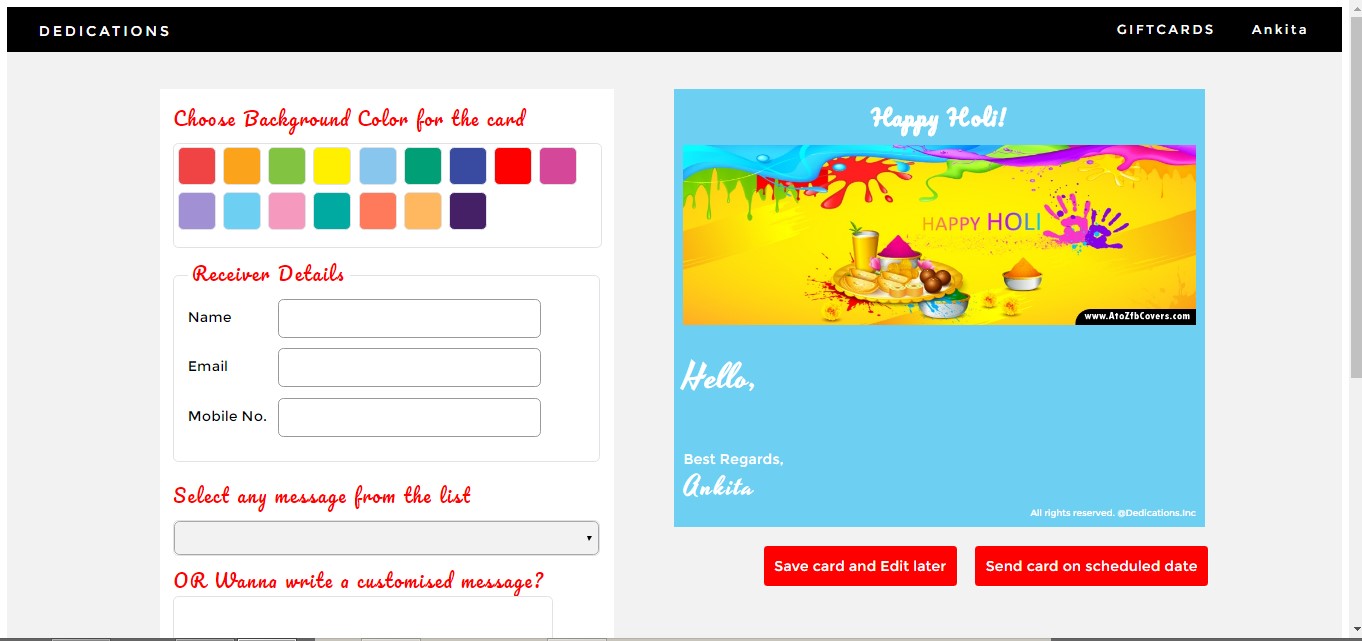 DEDICATIONS
GIFTCARDS Ankita
Choose Background Color for the card
Receiver Details
Name
Email
Mobile No.
Select any message from the list
OR Wanna write a customised message?
Happy Holi!
HAPPY HOLI
www.AtoZfbCovers.com
Hello,
Best Regards,
Ankita
All rights reserved. @Dedications.Inc
Save card and Edit later
Send card on scheduled date